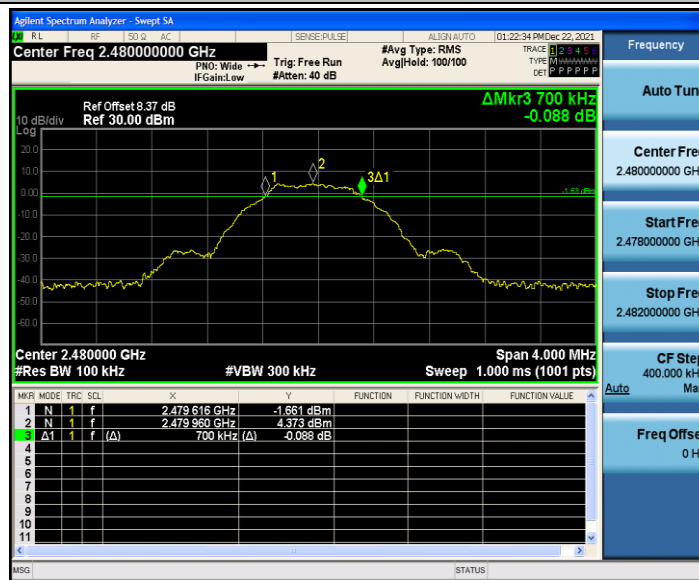 Agilent Spectrum Analyzer - Swept SA
RL RF 50 Ω AC SENSE:PULSE ALIGN AUTO 01:22:34 PM Dec 22, 2021
Center Freq 2.480000000 GHz
PNO: Wide
IFGain:Low
Trig: Free Run
#Atten: 40 dB
#Avg Type: RMS
Avg|Hold: 100/100
TRACE 1 2 3 4 5 6
TYPE M
DET P P P P P P
Ref Offset 8.37 dB
10 dB/div Ref 30.00 dBm
Log
ΔMkr3 700 kHz
-0.088 dB
20.0
10.0
0.00
-10.0
-20.0
-30.0
-40.0
-50.0
-60.0
1
2
3Δ1
-1.63 dBm
Center 2.480000 GHz Span 4.000 MHz
#Res BW 100 kHz #VBW 300 kHz Sweep 1.000 ms (1001 pts)
MKR MODE TRC SCL X Y FUNCTION FUNCTION WIDTH FUNCTION VALUE
1 N 1 f 2.479 616 GHz -1.661 dBm
2 N 1 f 2.479 960 GHz 4.373 dBm
3 Δ1 1 f (Δ) 700 kHz (Δ) -0.088 dB
4
5
6
7
8
9
10
11
MSG STATUS
Frequency
Auto Tun
Center Fre
2.480000000 GH
Start Fre
2.478000000 GH
Stop Fre
2.482000000 GH
CF Step
400.000 kH
Auto Ma
Freq Offse
0 H